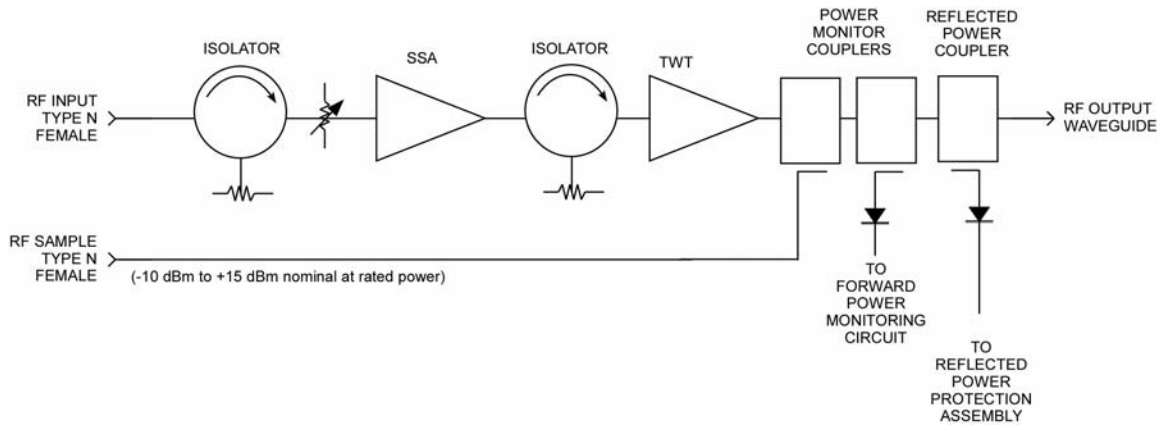 POWER
MONITOR
COUPLERS
REFLECTED
POWER
COUPLER
ISOLATOR
SSA
ISOLATOR
TWT
RF INPUT
TYPE N
FEMALE
RF OUTPUT
WAVEGUIDE
RF SAMPLE
TYPE N
FEMALE
(-10 dBm to +15 dBm nominal at rated power)
TO
FORWARD
POWER
MONITORING
CIRCUIT
TO
REFLECTED
POWER
PROTECTION
ASSEMBLY